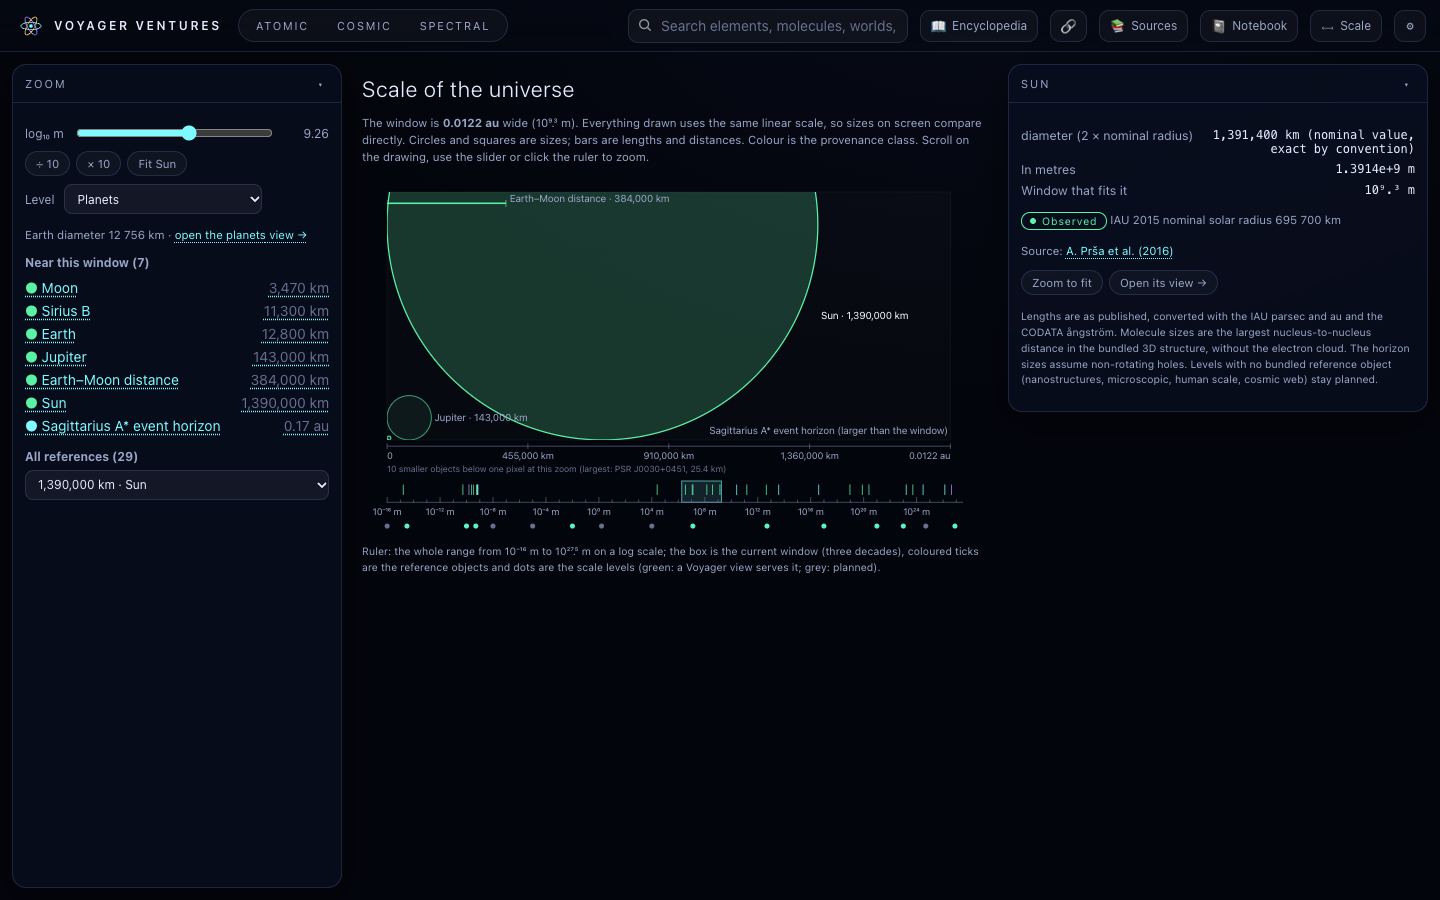 VOYAGER VENTURES
ATOMIC COSMIC SPECTRAL
Search elements, molecules, worlds,
Encyclopedia
Sources
Notebook
Scale
ZOOM
log₁₀ m 9.26
÷ 10 × 10 Fit Sun
Level Planets
Earth diameter 12 756 km · open the planets view →
Near this window (7)
Moon 3,470 km
Sirius B 11,300 km
Earth 12,800 km
Jupiter 143,000 km
Earth–Moon distance 384,000 km
Sun 1,390,000 km
Sagittarius A* event horizon 0.17 au
All references (29)
1,390,000 km · Sun
Scale of the universe
The window is 0.0122 au wide (10⁹·³ m). Everything drawn uses the same linear scale, so sizes on screen compare
directly. Circles and squares are sizes; bars are lengths and distances. Colour is the provenance class. Scroll on
the drawing, use the slider or click the ruler to zoom.
Earth–Moon distance · 384,000 km
Sun · 1,390,000 km
Jupiter · 143,000 km
Sagittarius A* event horizon (larger than the window)
0 455,000 km 910,000 km 1,360,000 km 0.0122 au
10 smaller objects below one pixel at this zoom (largest: PSR J0030+0451, 25.4 km)
10⁻¹⁶ m 10⁻¹² m 10⁻⁸ m 10⁻⁴ m 10⁰ m 10⁴ m 10⁸ m 10¹² m 10¹⁶ m 10²⁰ m 10²⁴ m
Ruler: the whole range from 10⁻¹⁶ m to 10²⁷·⁵ m on a log scale; the box is the current window (three decades), coloured ticks
are the reference objects and dots are the scale levels (green: a Voyager view serves it; grey: planned).
SUN
diameter (2 × nominal radius) 1,391,400 km (nominal value,
exact by convention)
In metres 1.3914e+9 m
Window that fits it 10⁹·³ m
Observed IAU 2015 nominal solar radius 695 700 km
Source: A. Prša et al. (2016)
Zoom to fit Open its view →
Lengths are as published, converted with the IAU parsec and au and the
CODATA ångström. Molecule sizes are the largest nucleus-to-nucleus
distance in the bundled 3D structure, without the electron cloud. The horizon
sizes assume non-rotating holes. Levels with no bundled reference object
(nanostructures, microscopic, human scale, cosmic web) stay planned.